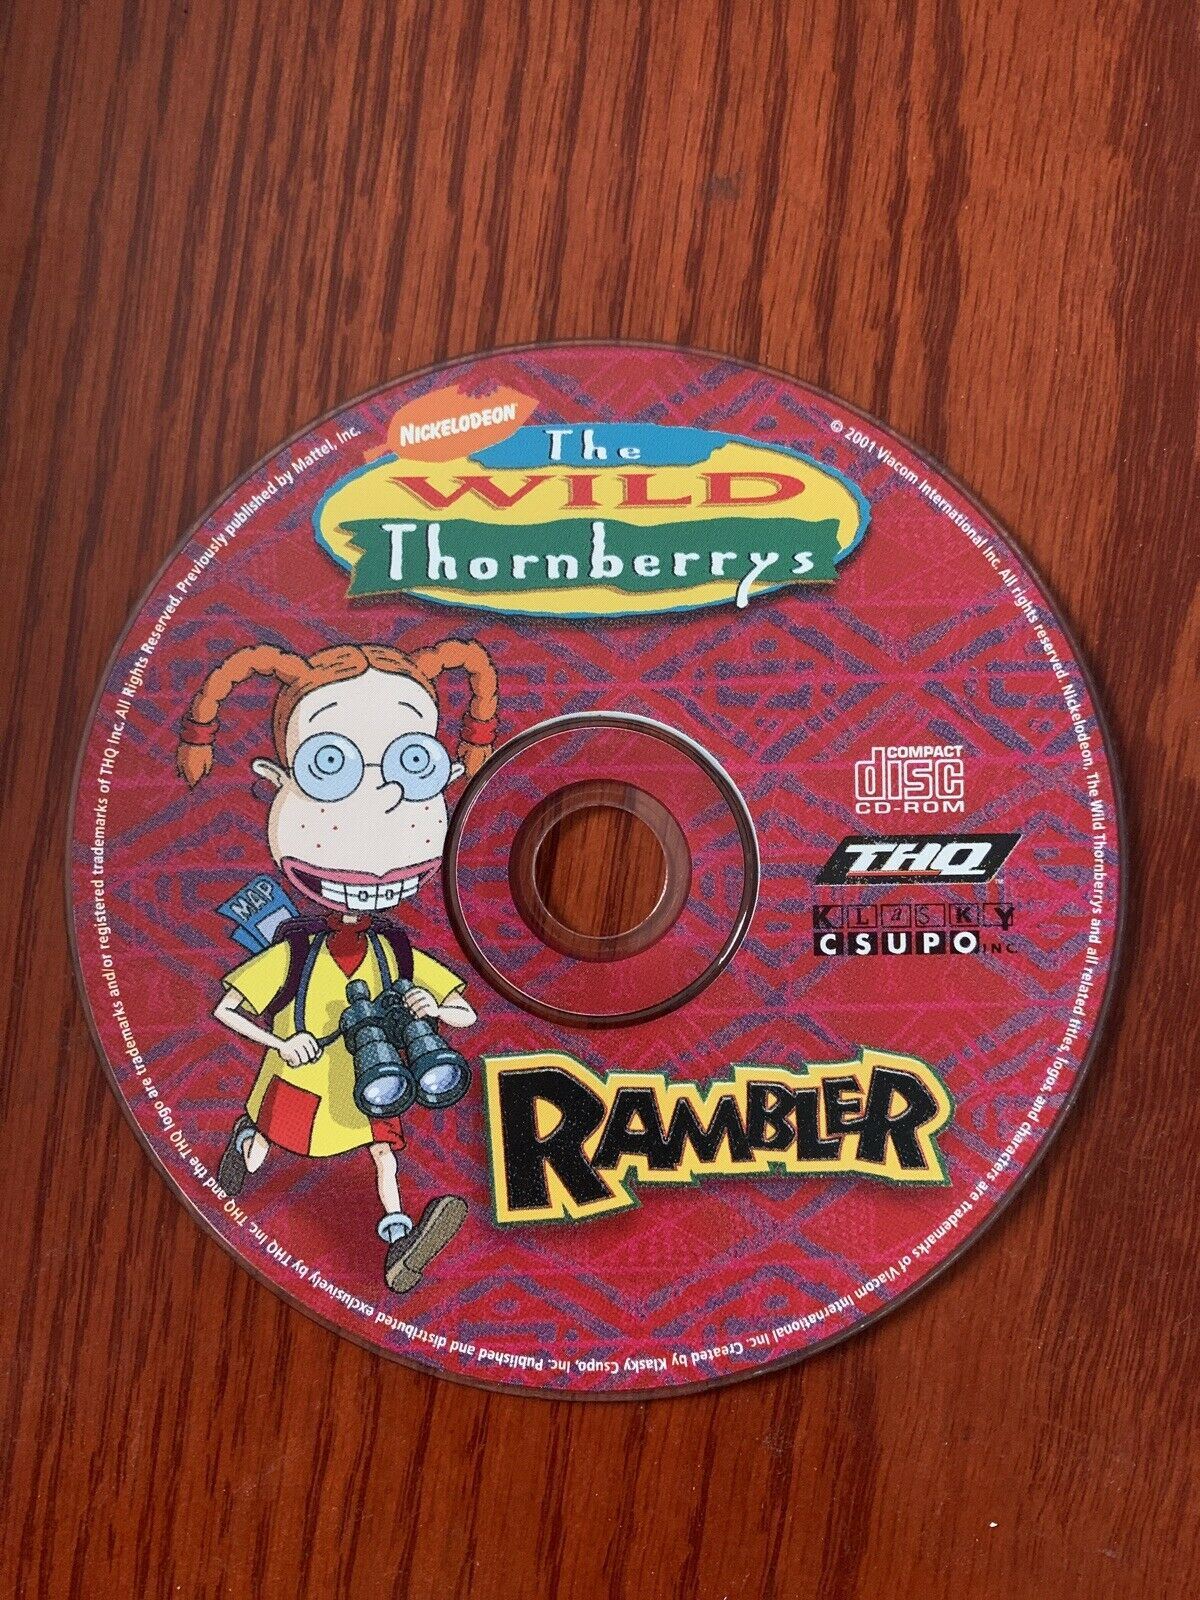 NICKELODEON
The
WILD
Thornberrys
MAP
COMPACT
disc
CD-ROM
THQ™
KLaSKY
CSUPO INC.
RAMBLER
© 2001 Viacom International Inc. All rights reserved. Nickelodeon, The Wild Thornberrys and all related titles, logos, and characters are trademarks of Viacom International Inc. Created by Klasky Csupo, Inc. Published and distributed exclusively by THQ Inc. THQ and the THQ logo are trademarks and/or registered trademarks of THQ Inc. All Rights Reserved. Previously published by Mattel, Inc.